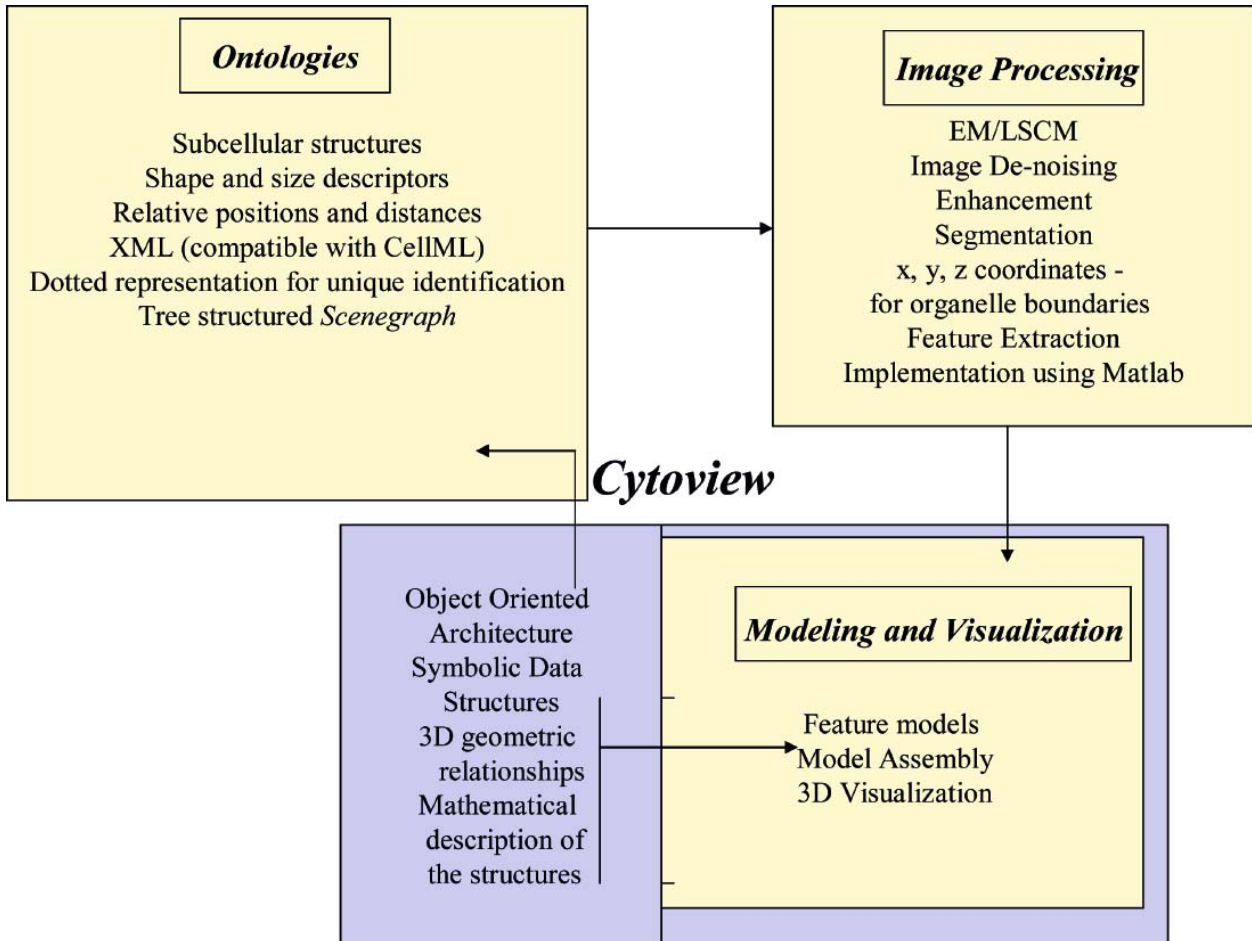 Ontologies
Subcellular structures
Shape and size descriptors
Relative positions and distances
XML (compatible with CellML)
Dotted representation for unique identification
Tree structured Scenegraph
Image Processing
EM/LSCM
Image De-noising
Enhancement
Segmentation
x, y, z coordinates -
for organelle boundaries
Feature Extraction
Implementation using Matlab
Cytoview
Object Oriented
Architecture
Symbolic Data
Structures
3D geometric
relationships
Mathematical
description of
the structures
Modeling and Visualization
Feature models
Model Assembly
3D Visualization